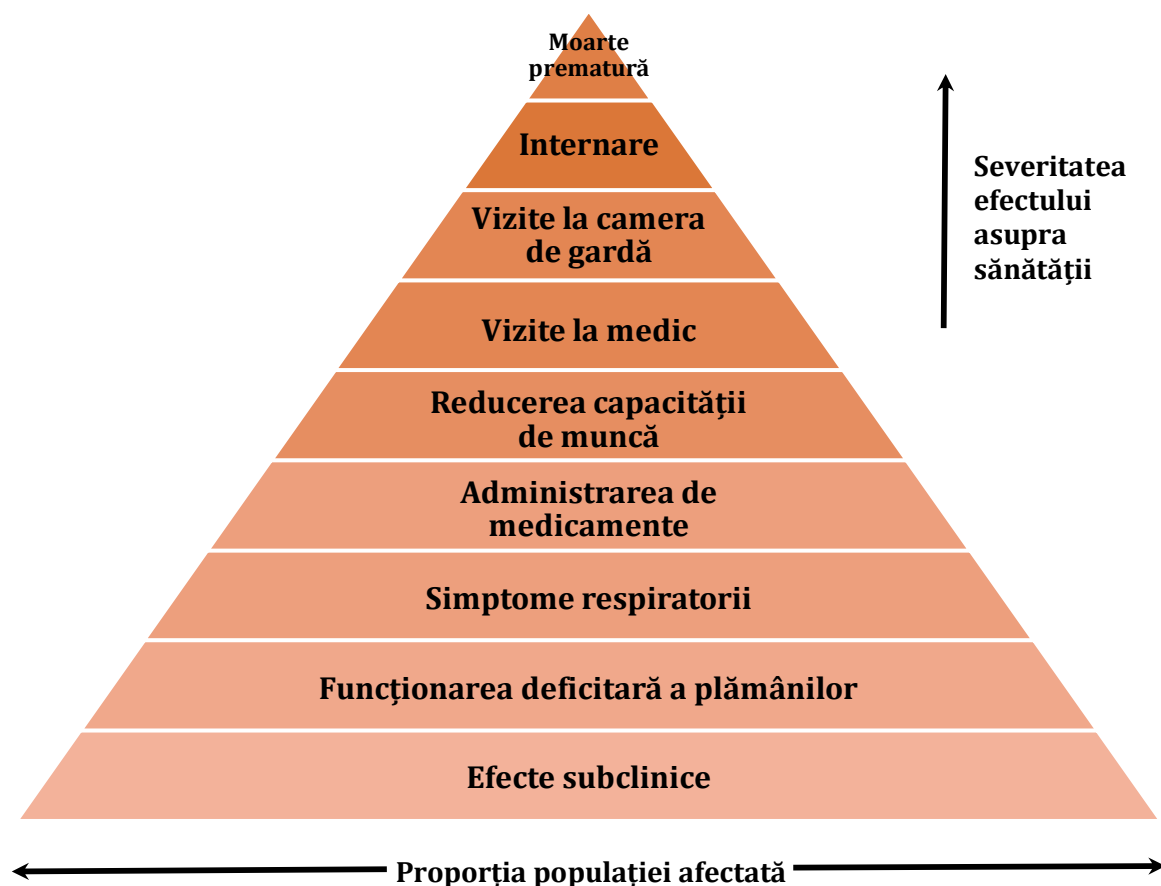 Moarte
prematură
Internare
Vizite la camera
de gardă
Vizite la medic
Reducerea capacității
de muncă
Administrarea de
medicamente
Simptome respiratorii
Funcționarea deficitară a plămânilor
Efecte subclinice
Severitatea
efectului
asupra
sănătății
Proporția populației afectată